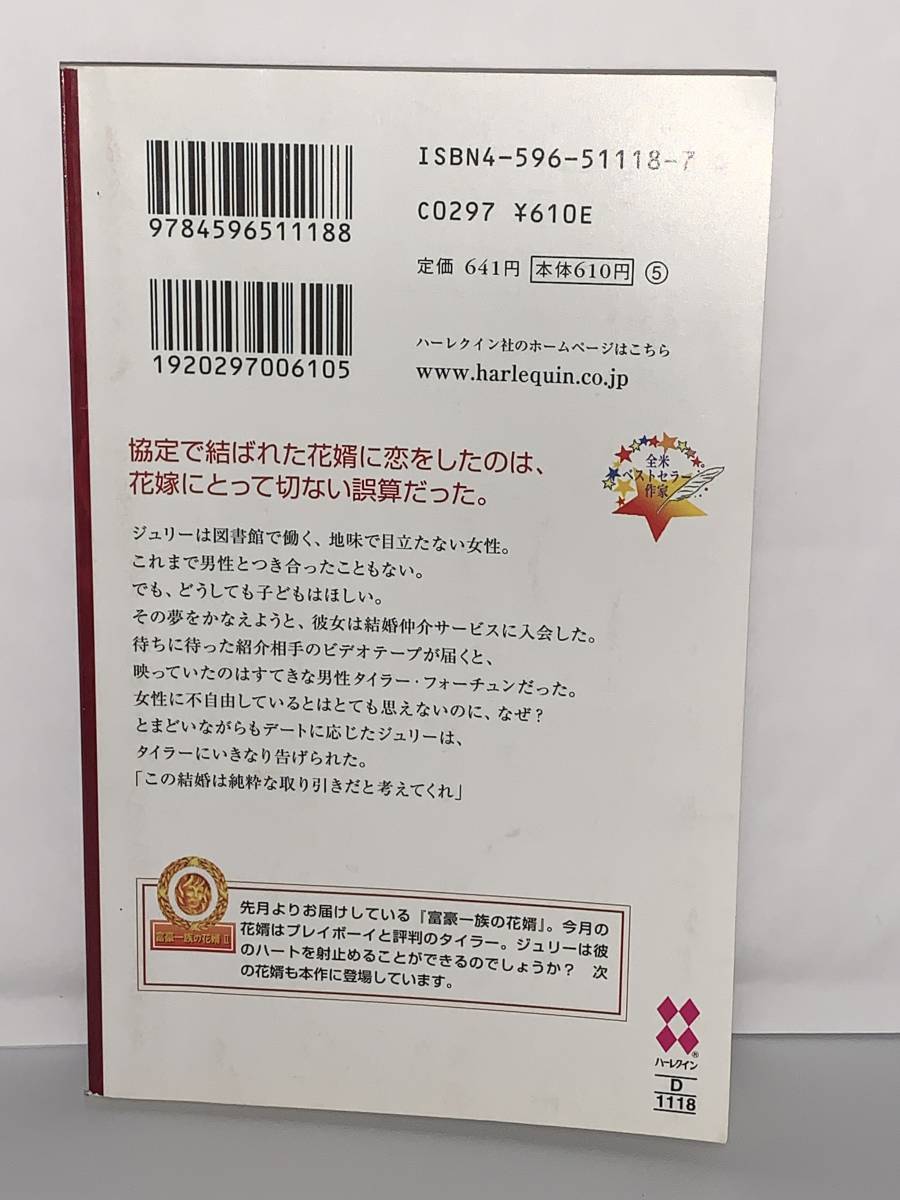 ISBN4-596-51118-7
C0297 ¥610E
定価 641円 本体610円 ⑤
9784596511188
1920297006105
ハーレクイン社のホームページはこちら
www.harlequin.co.jp
協定で結ばれた花婿に恋をしたのは、
花嫁にとって切ない誤算だった。
全米
ベストセラー
作家
ジュリーは図書館で働く、地味で目立たない女性。
これまで男性とつき合ったこともない。
でも、どうしても子どもはほしい。
その夢をかなえようと、彼女は結婚仲介サービスに入会した。
待ちに待った紹介相手のビデオテープが届くと、
映っていたのはすてきな男性タイラー・フォーチュンだった。
女性に不自由しているとはとても思えないのに、なぜ?
とまどいながらもデートに応じたジュリーは、
タイラーにいきなり告げられた。
「この結婚は純粋な取り引きだと考えてくれ」
富豪一族の花婿 II
先月よりお届けしている『富豪一族の花婿』。今月の
花婿はプレイボーイと評判のタイラー。ジュリーは彼
のハートを射止めることができるのでしょうか? 次
の花婿も本作に登場しています。
®
ハーレクイン
D
1118